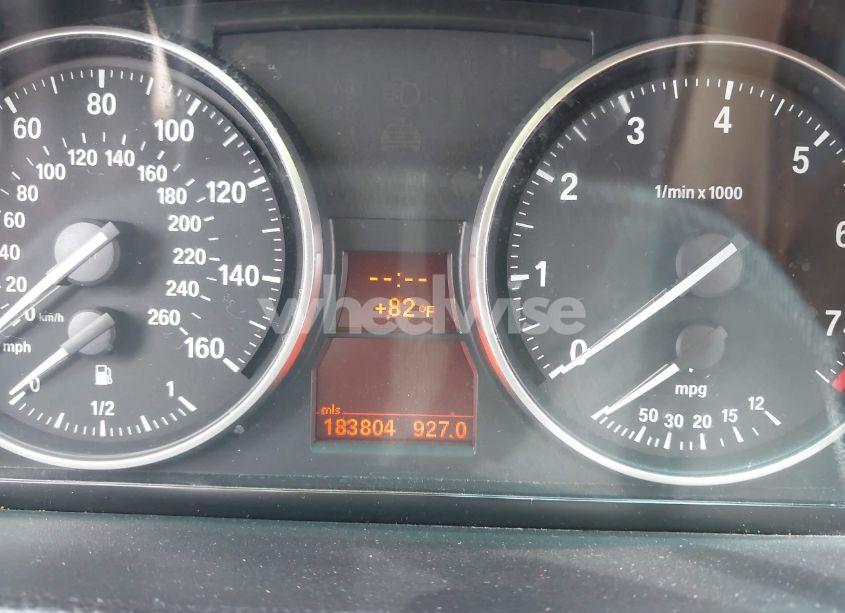 60 80 100 120 140 160
20 40 60 80 100 120 140 160 180 200 220 240 260
0 km/h
mph
0 1/2 1
--:--
+82 °F
mls
183804 927.0
0 1 2 3 4 5 6 7
1/min x 1000
mpg
50 30 20 15 12
wheelwise